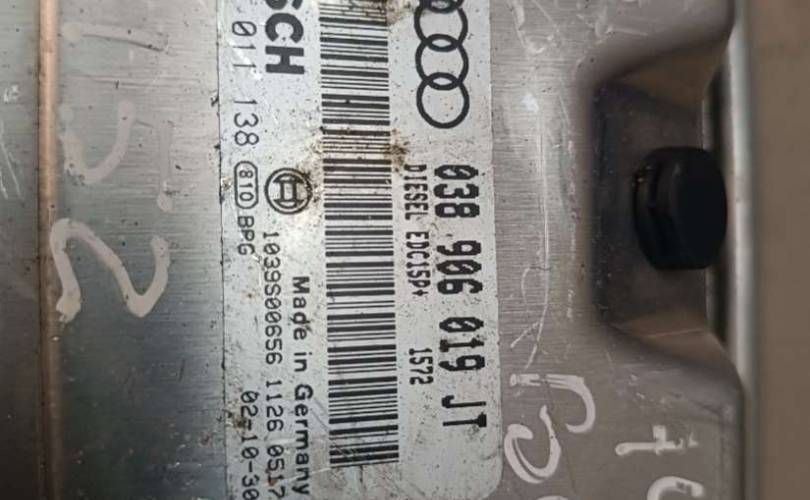 038 906 019 JT
DIESEL EDC15P+ 1572
SCH
011 138 81D BPG
Made in Germany
1039S00656 1126 0517
02-10-30